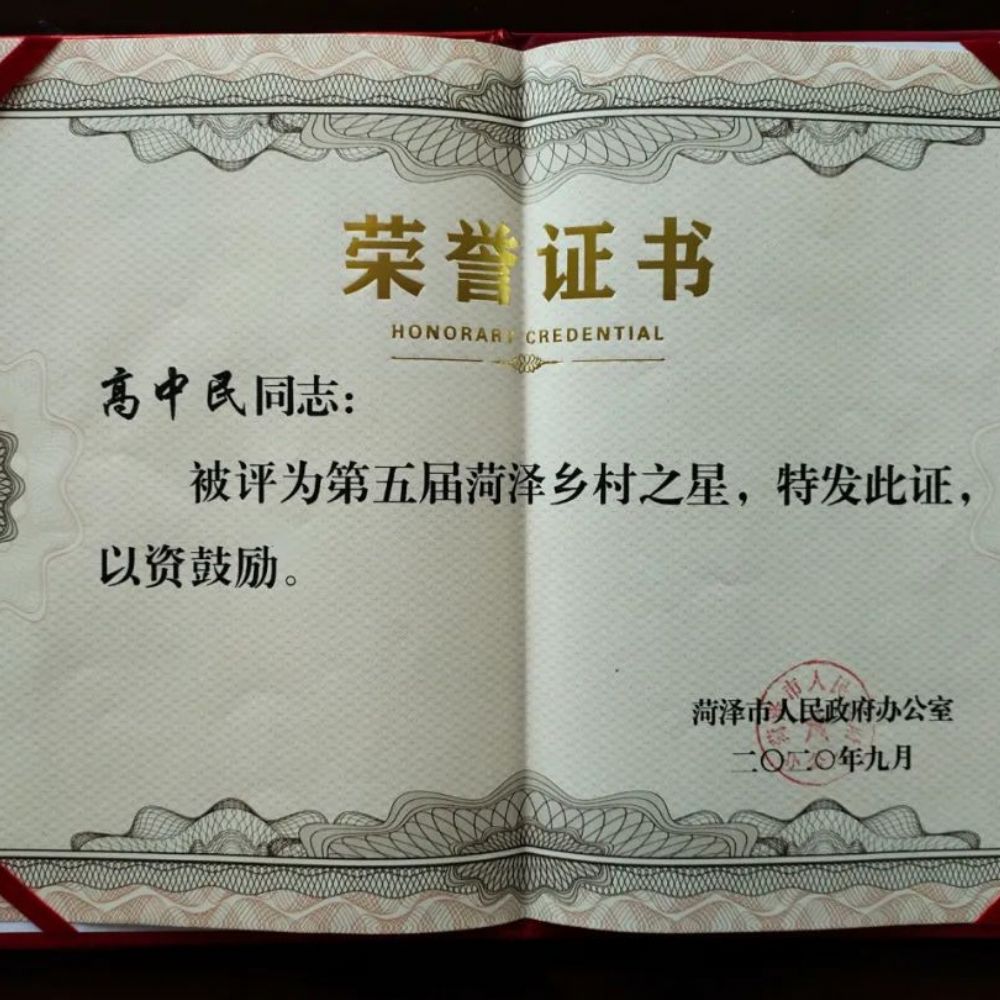 荣誉证书
HONORARY CREDENTIAL
高中民同志：
被评为第五届菏泽乡村之星，特发此证，
以资鼓励。
菏泽市人民政府办公室
二〇二〇年九月